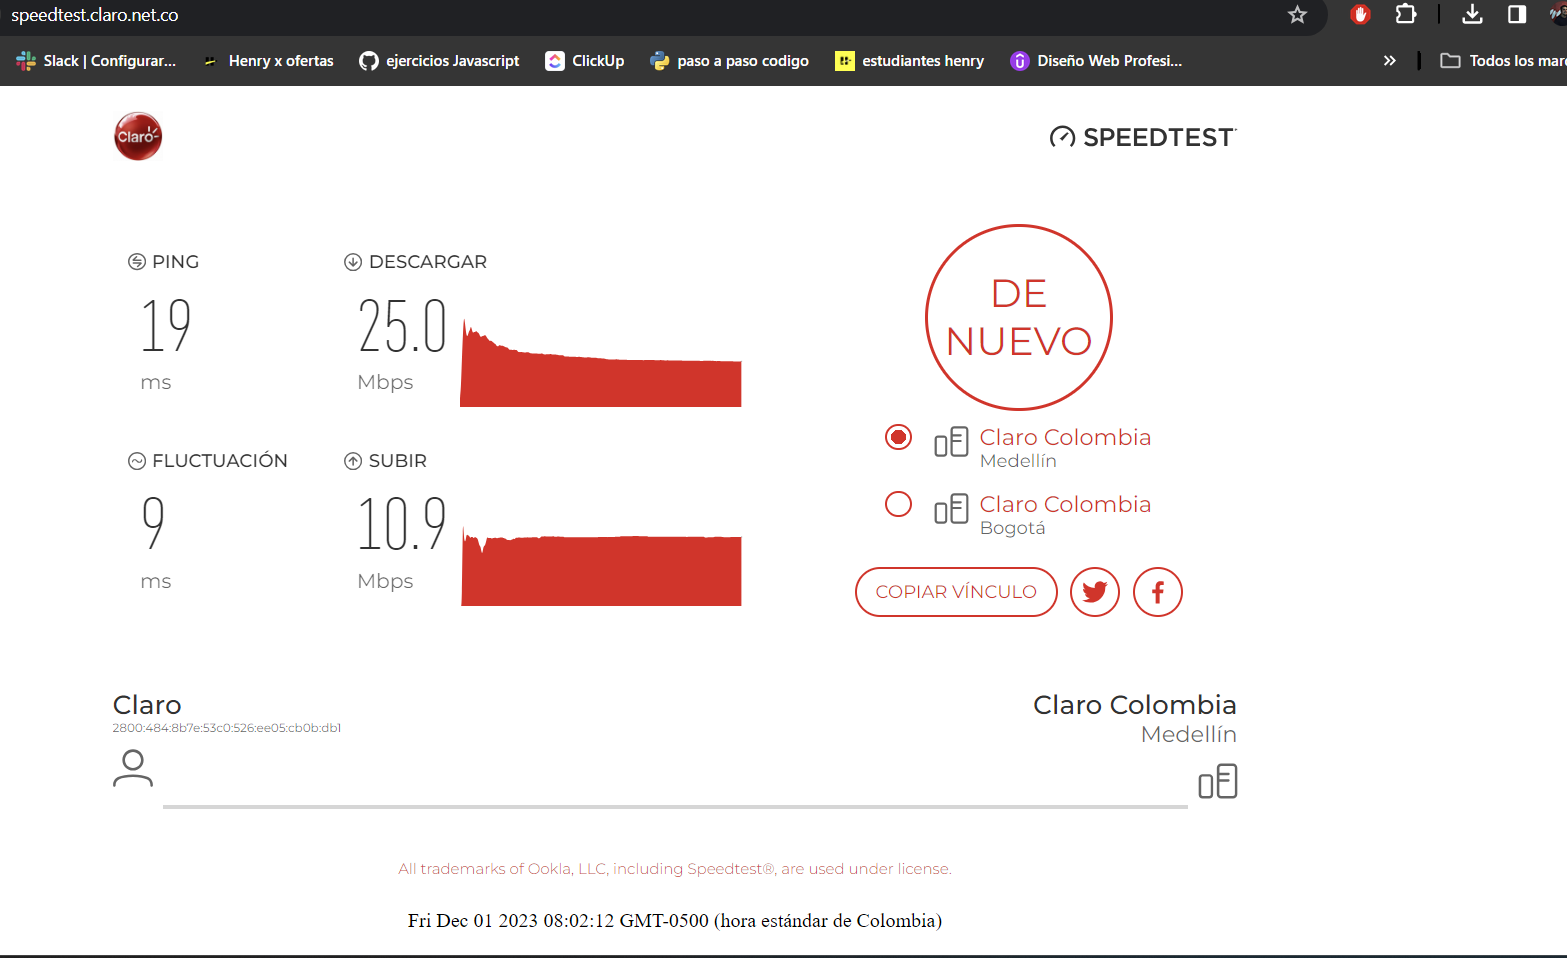 speedtest.claro.net.co
Slack | Configurar...
Henry x ofertas
ejercicios Javascript
ClickUp
paso a paso codigo
estudiantes henry
Diseño Web Profesi...
»
Todos los mar
Claro
SPEEDTEST
PING
19
ms
DESCARGAR
25.0
Mbps
FLUCTUACIÓN
9
ms
SUBIR
10.9
Mbps
DE
NUEVO
Claro Colombia
Medellín
Claro Colombia
Bogotá
COPIAR VÍNCULO
Claro
2800:484:8b7e:53c0:526:ee05:cb0b:db1
Claro Colombia
Medellín
All trademarks of Ookla, LLC, including Speedtest®, are used under license.
Fri Dec 01 2023 08:02:12 GMT-0500 (hora estándar de Colombia)